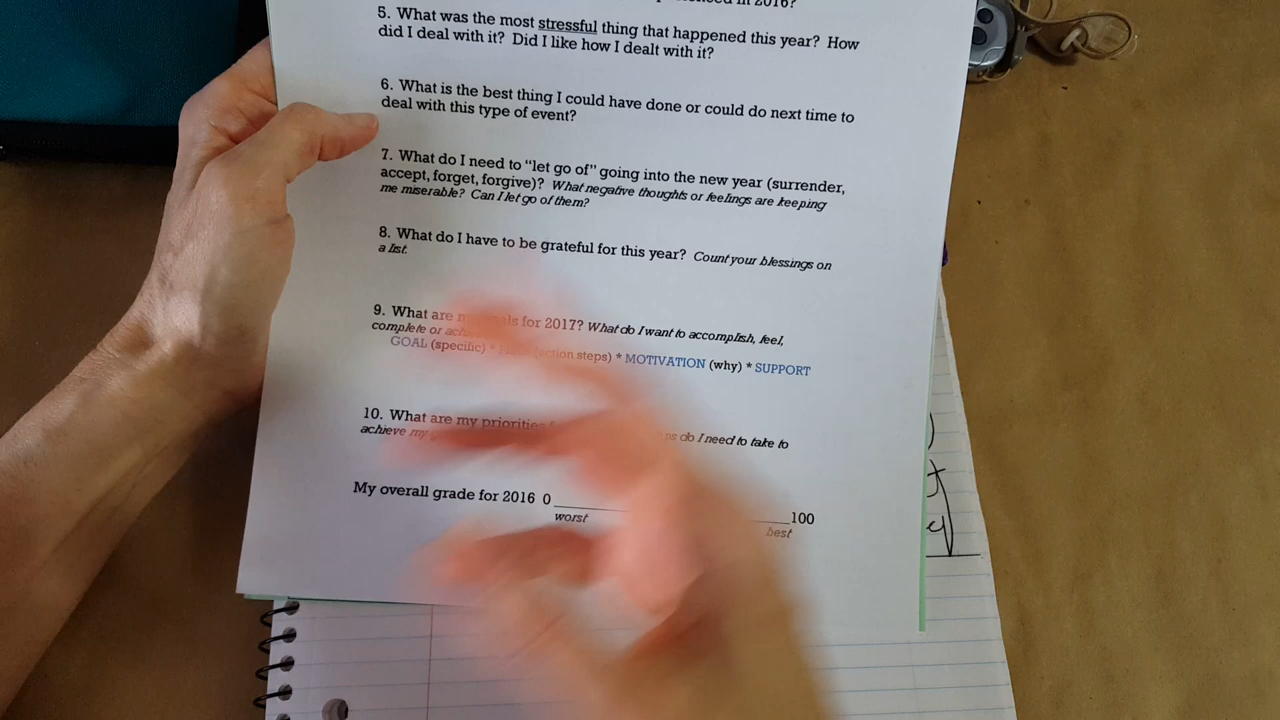 in 2016?
5. What was the most stressful thing that happened this year? How
did I deal with it? Did I like how I dealt with it?
6. What is the best thing I could have done or could do next time to
deal with this type of event?
7. What do I need to "let go of" going into the new year (surrender,
accept, forget, forgive)? What negative thoughts or feelings are keeping
me miserable? Can I let go of them?
8. What do I have to be grateful for this year? Count your blessings on
a list.
9. What are for 2017? What do I want to accomplish, feel,
complete or
GOAL (specific) * (action steps) * MOTIVATION (why) * SUPPORT
10. What are my priorities do I need to take to
achieve my
My overall grade for 2016 0 100
worst best